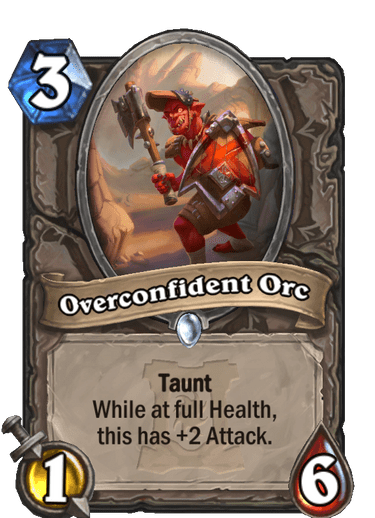 3
Overconfident Orc
Taunt
While at full Health,
this has +2 Attack.
1
6